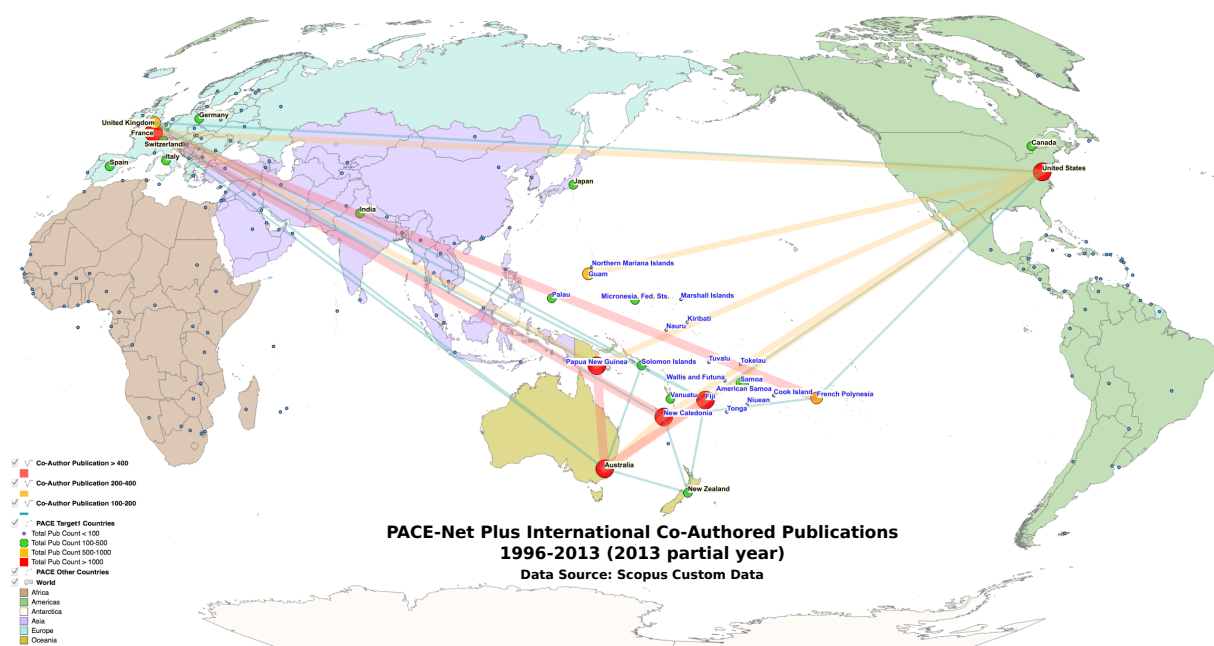 Germany
United Kingdom
France
Switzerland
Italy
Spain
Canada
United States
Japan
India
Northern Mariana Islands
Guam
Palau
Micronesia, Fed. Sts.
Marshall Islands
Kiribati
Nauru
Papua New Guinea
Solomon Islands
Tuvalu
Tokelau
Wallis and Futuna
Samoa
American Samoa
Cook Island
French Polynesia
Vanuatu
Fiji
Niuean
Tonga
New Caledonia
Australia
New Zealand
Co-Author Publication > 400
Co-Author Publication 200-400
Co-Author Publication 100-200
PACE Target1 Countries
Total Pub Count < 100
Total Pub Count 100-500
Total Pub Count 500-1000
Total Pub Count > 1000
PACE Other Countries
World
Africa
Americas
Antarctica
Asia
Europe
Oceania
PACE-Net Plus International Co-Authored Publications
1996-2013 (2013 partial year)
Data Source: Scopus Custom Data